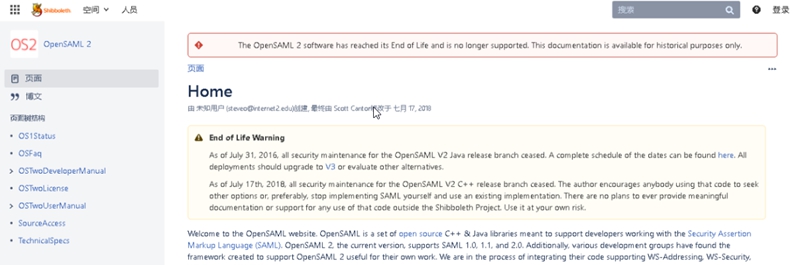 Shibboleth 空间 人员 搜索 登录
OS2 OpenSAML 2
页面
博文
页面树结构
OS1Status
OSFaq
OSTwoDeveloperManual
OSTwoLicense
OSTwoUserManual
SourceAccess
TechnicalSpecs
The OpenSAML 2 software has reached its End of Life and is no longer supported. This documentation is available for historical purposes only.
页面
Home
由 未知用户 (steveo@internet2.edu)创建, 最终由 Scott Cantor修改于 七月 17, 2018
End of Life Warning
As of July 31, 2016, all security maintenance for the OpenSAML V2 Java release branch ceased. A complete schedule of the dates can be found here. All
deployments should upgrade to V3 or evaluate other alternatives.
As of July 17th, 2018, all security maintenance for the OpenSAML V2 C++ release branch ceased. The author encourages anybody using that code to seek
other options or, preferably, stop implementing SAML yourself and use an existing implementation. There are no plans to ever provide meaningful
documentation or support for any use of that code outside the Shibboleth Project. Use it at your own risk.
Welcome to the OpenSAML website. OpenSAML is a set of open source C++ & Java libraries meant to support developers working with the Security Assertion
Markup Language (SAML). OpenSAML 2, the current version, supports SAML 1.0, 1.1, and 2.0. Additionally, various development groups have found the
framework created to support OpenSAML 2 useful for their own work. We are in the process of integrating their code supporting WS-Addressing, WS-Security,